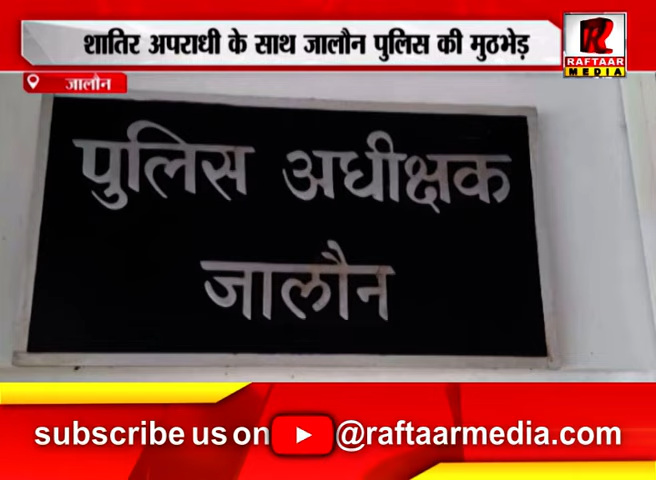 शातिर अपराधी के साथ जालौन पुलिस की मुठभेड़
RAFTAAR
MEDIA
जालौन
पुलिस अधीक्षक
जालौन
subscribe us on @raftaarmedia.com